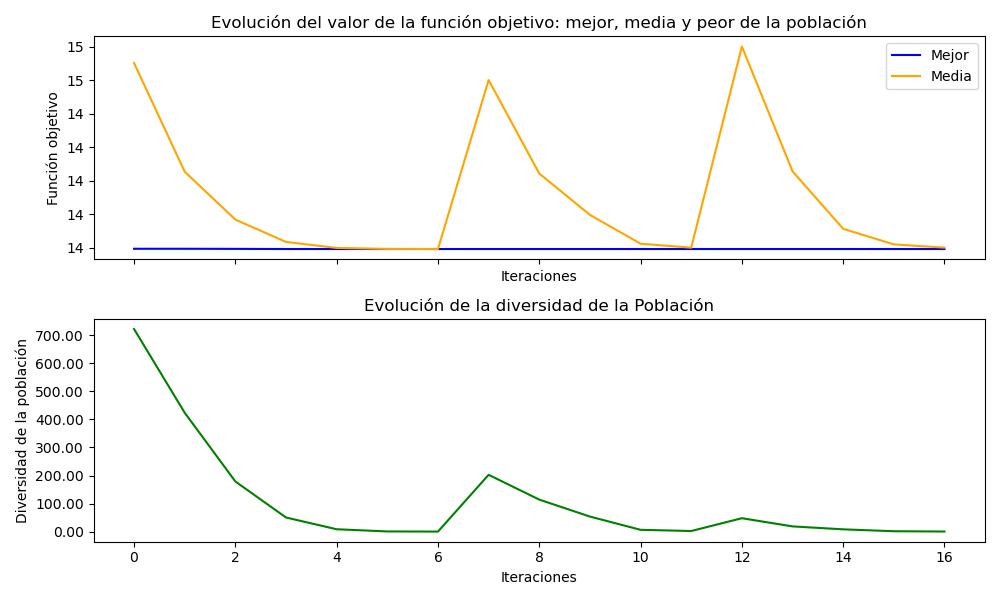 Evolución del valor de la función objetivo: mejor, media y peor de la población
Función objetivo
15
15
14
14
14
14
14
Mejor
Media
Iteraciones
Evolución de la diversidad de la Población
Diversidad de la población
700.00
600.00
500.00
400.00
300.00
200.00
100.00
0.00
0 2 4 6 8 10 12 14 16
Iteraciones